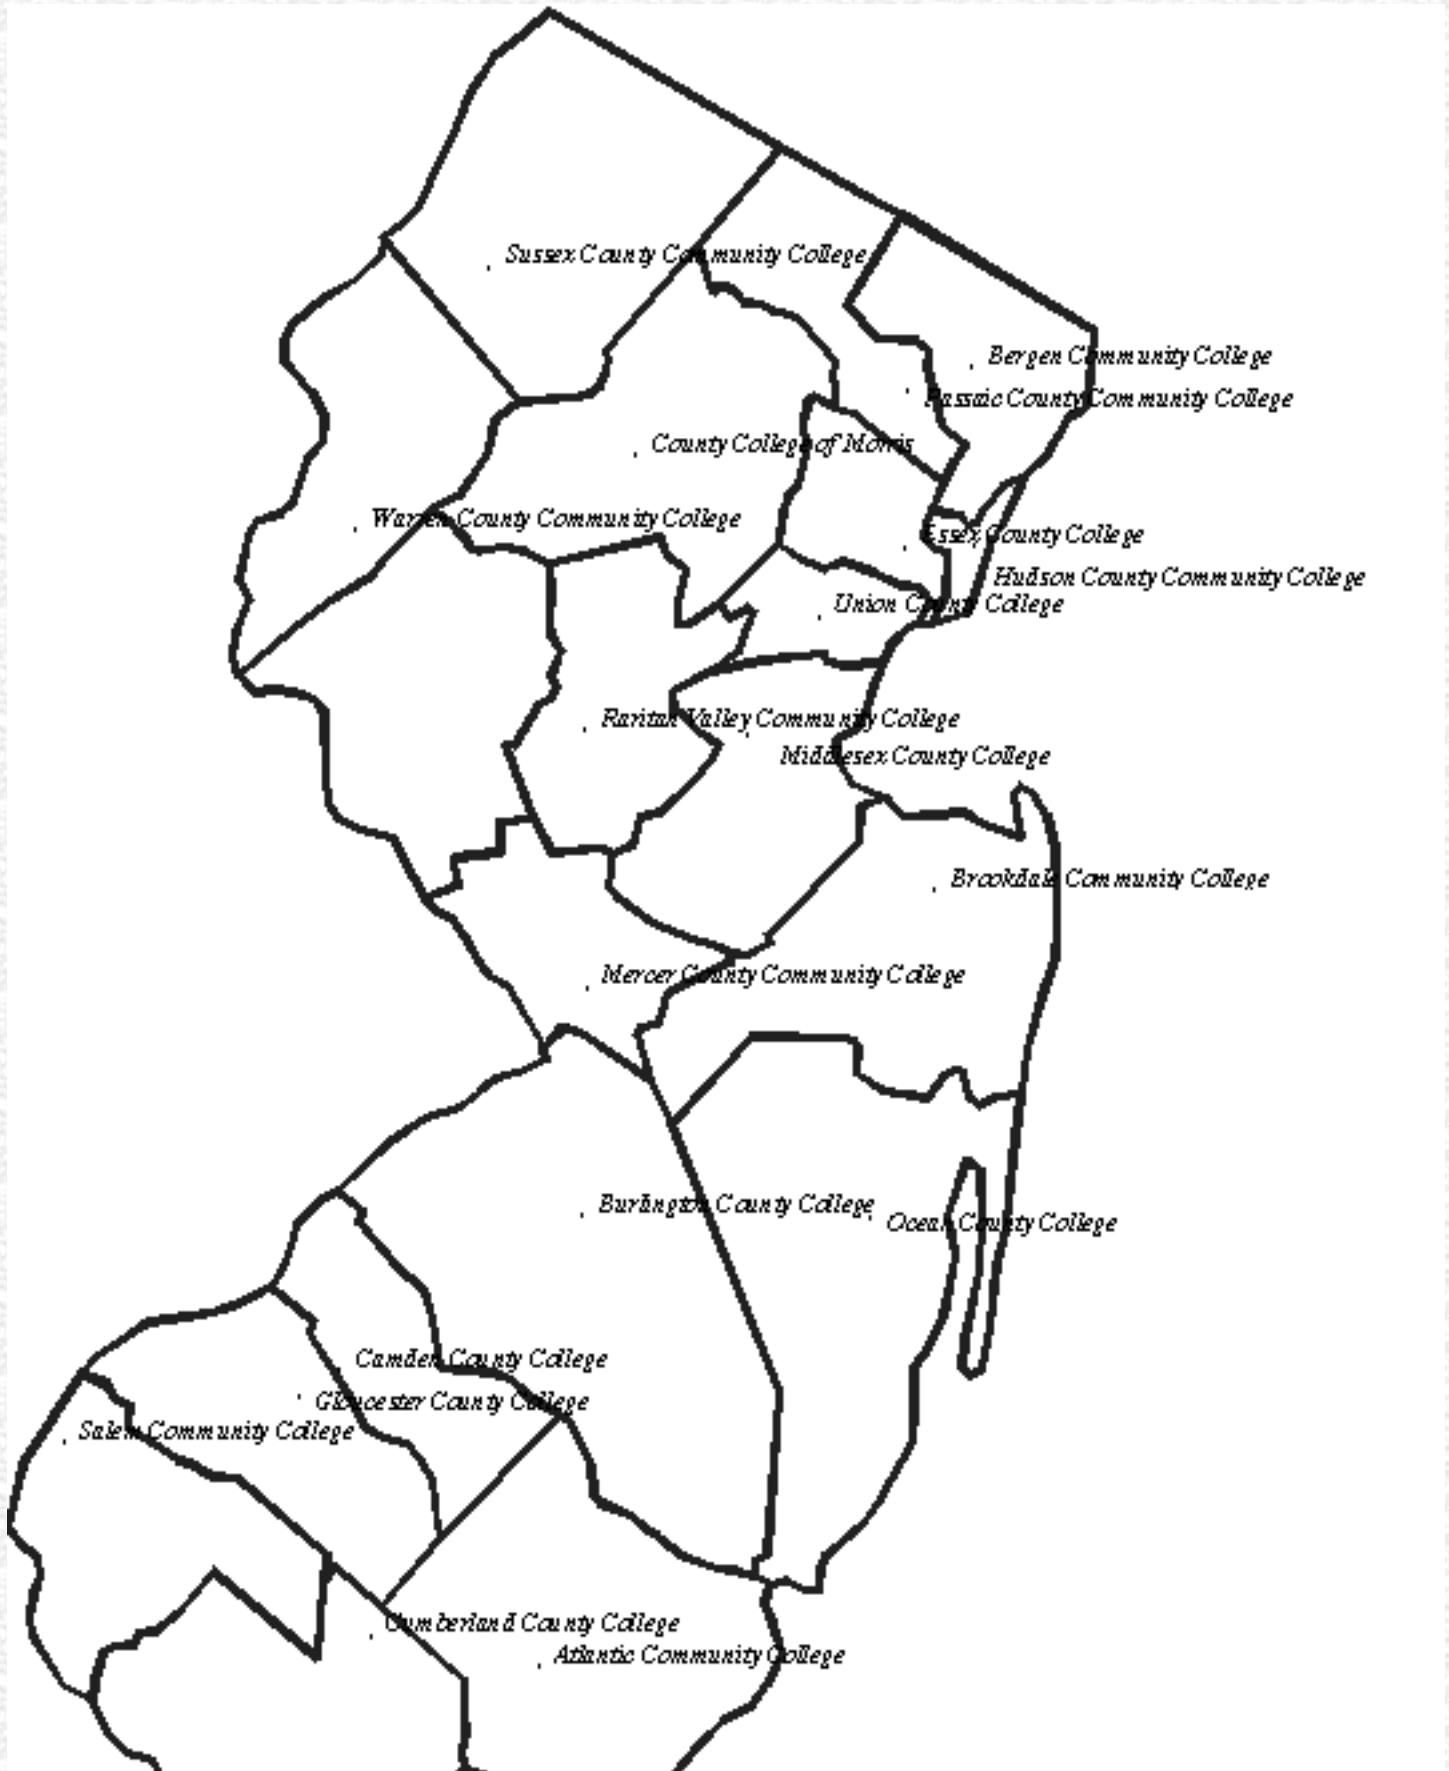 Sussex County Community College
Bergen Community College
Passaic County Community College
County College of Morris
Warren County Community College
Essex County College
Hudson County Community College
Union County College
Raritan Valley Community College
Middlesex County College
Brookdale Community College
Mercer County Community College
Burlington County College
Ocean County College
Camden County College
Gloucester County College
Salem Community College
Cumberland County College
Atlantic Community College